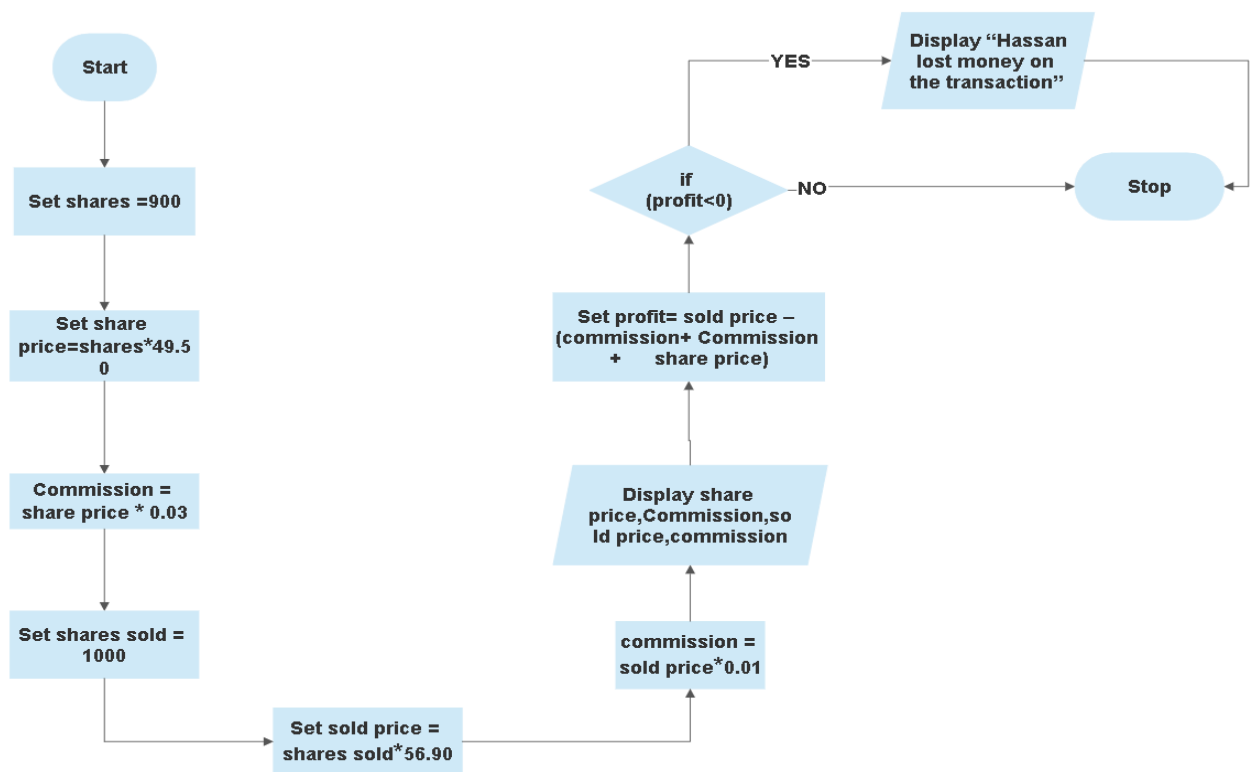 Start
Set shares =900
Set share
price=shares*49.5
0
Commission =
share price * 0.03
Set shares sold =
1000
Set sold price =
shares sold*56.90
commission =
sold price*0.01
Display share
price,Commission,so
ld price,commission
Set profit= sold price –
(commission+ Commission
+ share price)
if
(profit<0)
YES
Display “Hassan
lost money on
the transaction”
NO
Stop